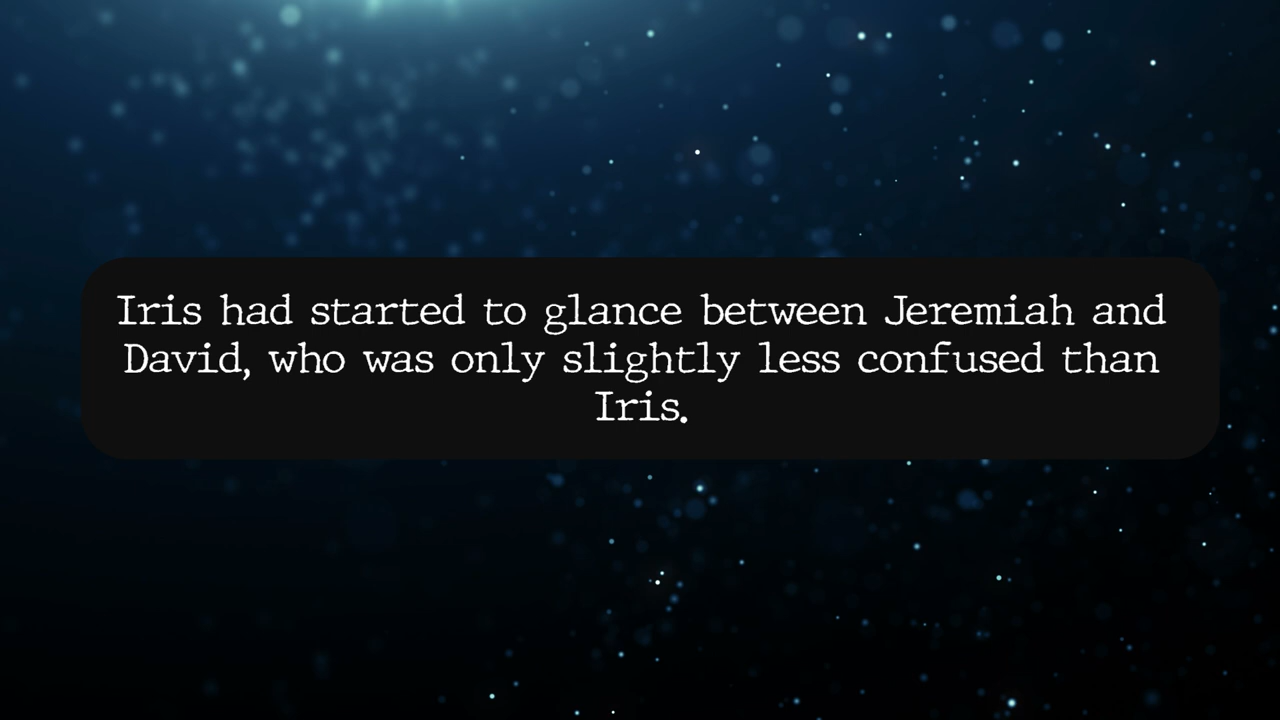 Iris had started to glance between Jeremiah and
David, who was only slightly less confused than
Iris.